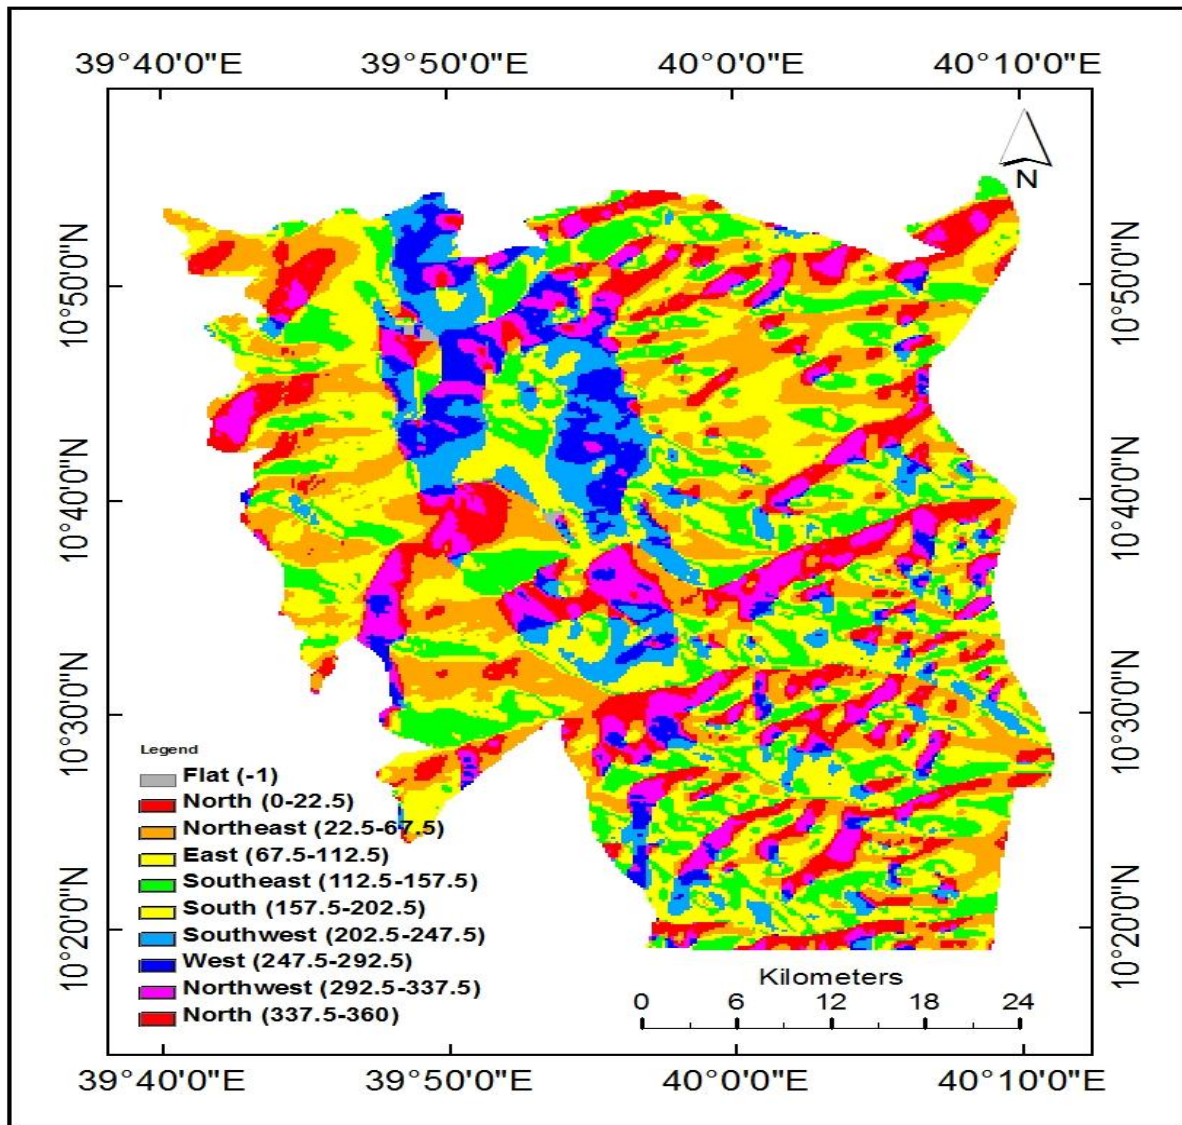 39°40'0"E 39°50'0"E 40°0'0"E 40°10'0"E
N
10°50'0"N 10°50'0"N
10°40'0"N 10°40'0"N
10°30'0"N 10°30'0"N
10°20'0"N 10°20'0"N
Legend
Flat (-1)
North (0-22.5)
Northeast (22.5-67.5)
East (67.5-112.5)
Southeast (112.5-157.5)
South (157.5-202.5)
Southwest (202.5-247.5)
West (247.5-292.5)
Northwest (292.5-337.5)
North (337.5-360)
Kilometers
0 6 12 18 24
39°40'0"E 39°50'0"E 40°0'0"E 40°10'0"E